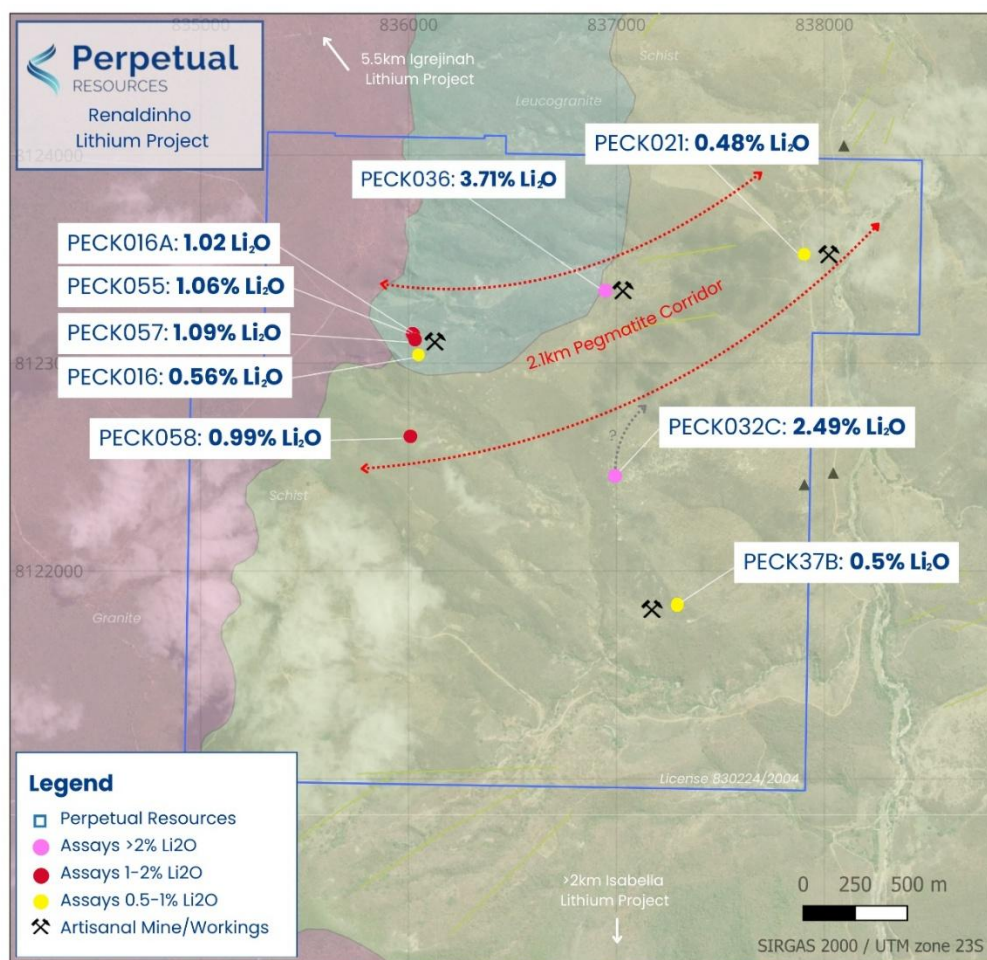 835000
836000
837000
838000
Perpetual
RESOURCES
Renaldinho
Lithium Project
5.5km Igrejinah
Lithium Project
Schist
Leucogranite
8124000
PECK021: 0.48% Li₂O
PECK036: 3.71% Li₂O
PECK016A: 1.02 Li₂O
PECK055: 1.06% Li₂O
PECK057: 1.09% Li₂O
PECK016: 0.56% Li₂O
8123000
2.1km Pegmatite Corridor
PECK058: 0.99% Li₂O
?
PECK032C: 2.49% Li₂O
Schist
PECK37B: 0.5% Li₂O
8122000
Granite
License 830224/2004
Legend
Perpetual Resources
Assays >2% Li2O
Assays 1-2% Li2O
Assays 0.5-1% Li2O
Artisanal Mine/Workings
>2km Isabella
Lithium Project
0 250 500 m
SIRGAS 2000 / UTM zone 23S